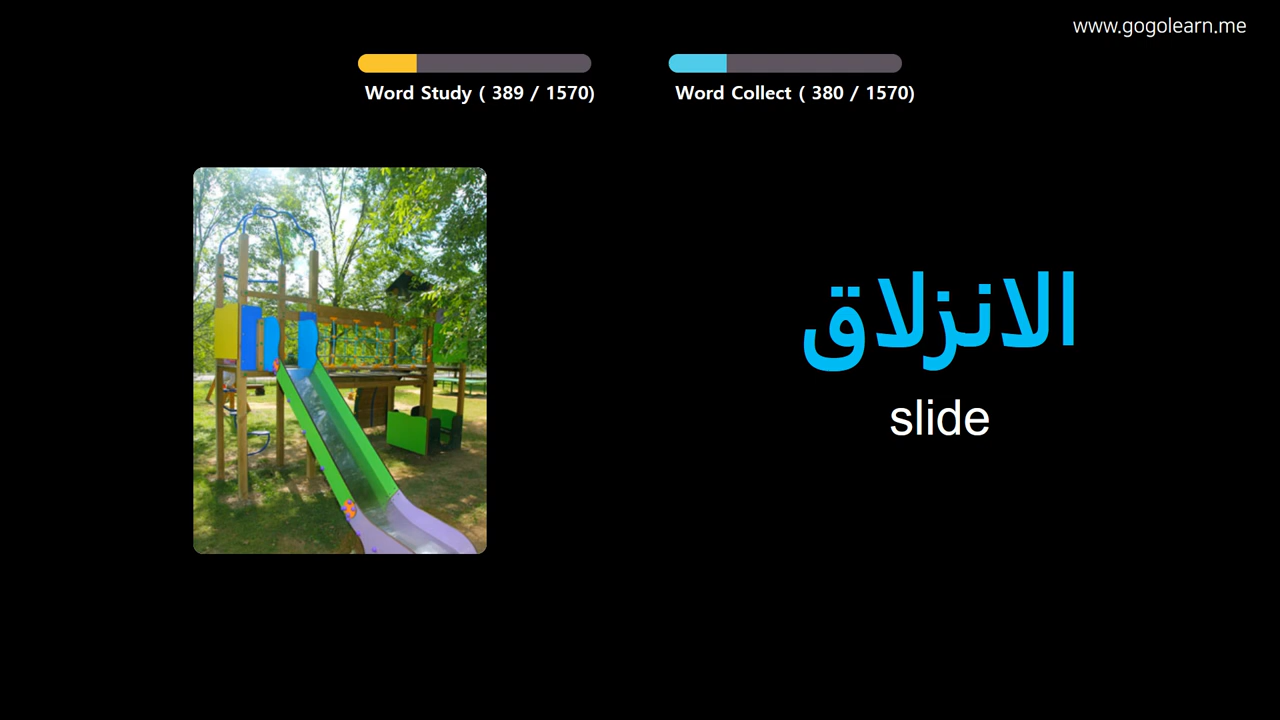 www.gogolearn.me
Word Study ( 389 / 1570)
Word Collect ( 380 / 1570)
الانزلاق
slide